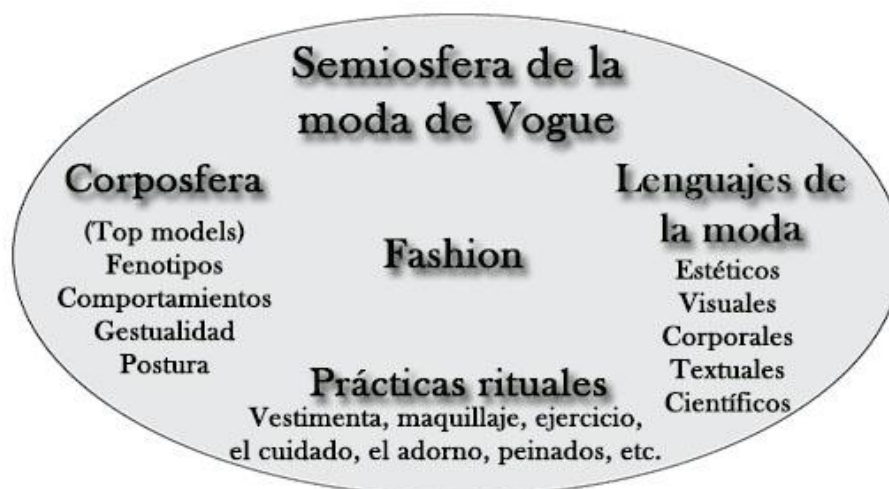 Semiosfera de la
moda de Vogue
Corposfera
(Top models)
Fenotipos
Comportamientos
Gestualidad
Postura
Fashion
Lenguajes de
la moda
Estéticos
Visuales
Corporales
Textuales
Científicos
Prácticas rituales
Vestimenta, maquillaje, ejercicio,
el cuidado, el adorno, peinados, etc.